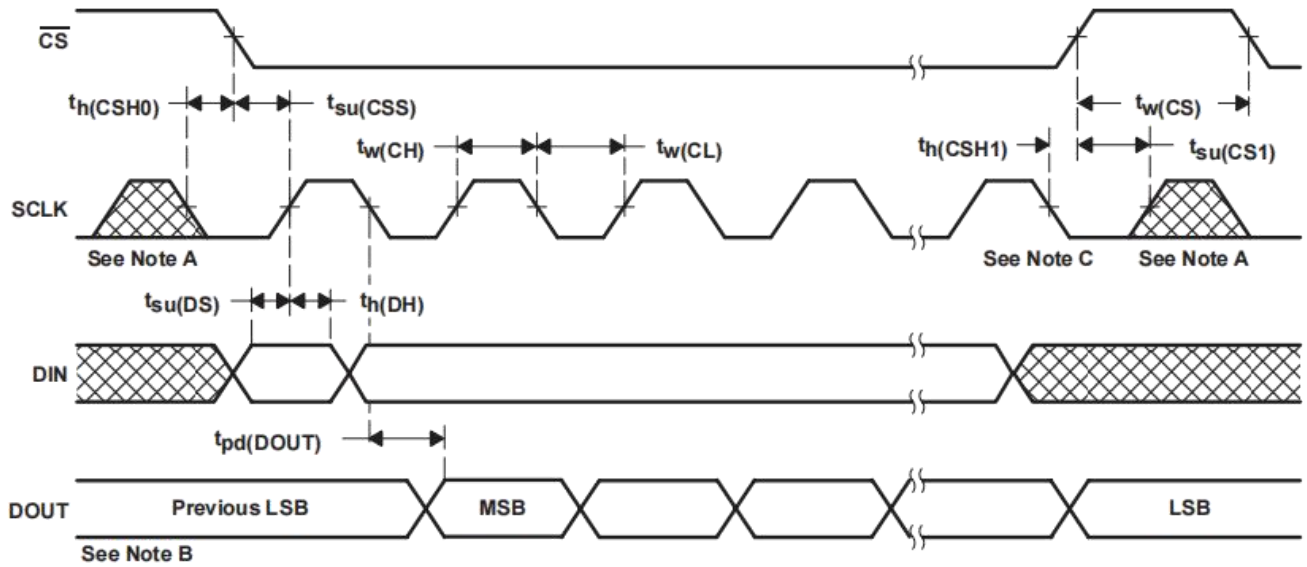 C̅S̅
th(CSH0)
tsu(CSS)
tw(CS)
tw(CH)
tw(CL)
th(CSH1)
tsu(CS1)
SCLK
See Note A
See Note C
See Note A
tsu(DS)
th(DH)
DIN
tpd(DOUT)
DOUT
Previous LSB
MSB
LSB
See Note B